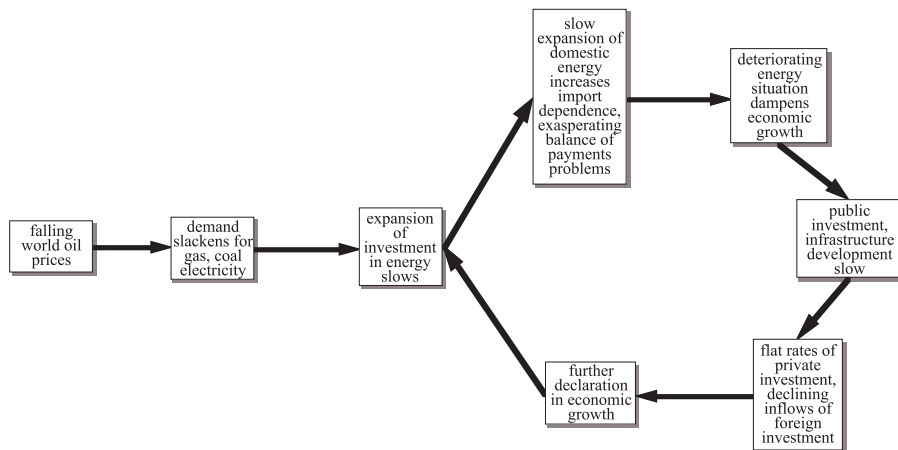 falling
world oil
prices
demand
slackens for
gas, coal
electricity
expansion
of
investment
in energy
slows
slow
expansion of
domestic
energy
increases
import
dependence,
exasperating
balance of
payments
problems
deteriorating
energy
situation
dampens
economic
growth
public
investment,
infrastructure
development
slow
flat rates of
private
investment,
declining
inflows of
foreign
investment
further
declaration
in economic
growth